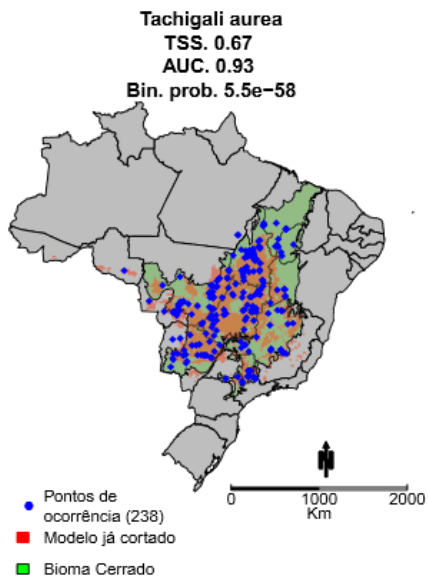 Tachigali aurea
TSS. 0.67
AUC. 0.93
Bin. prob. 5.5e−58
N
0 1000 2000
Km
Pontos de
ocorrência (238)
Modelo já cortado
Bioma Cerrado